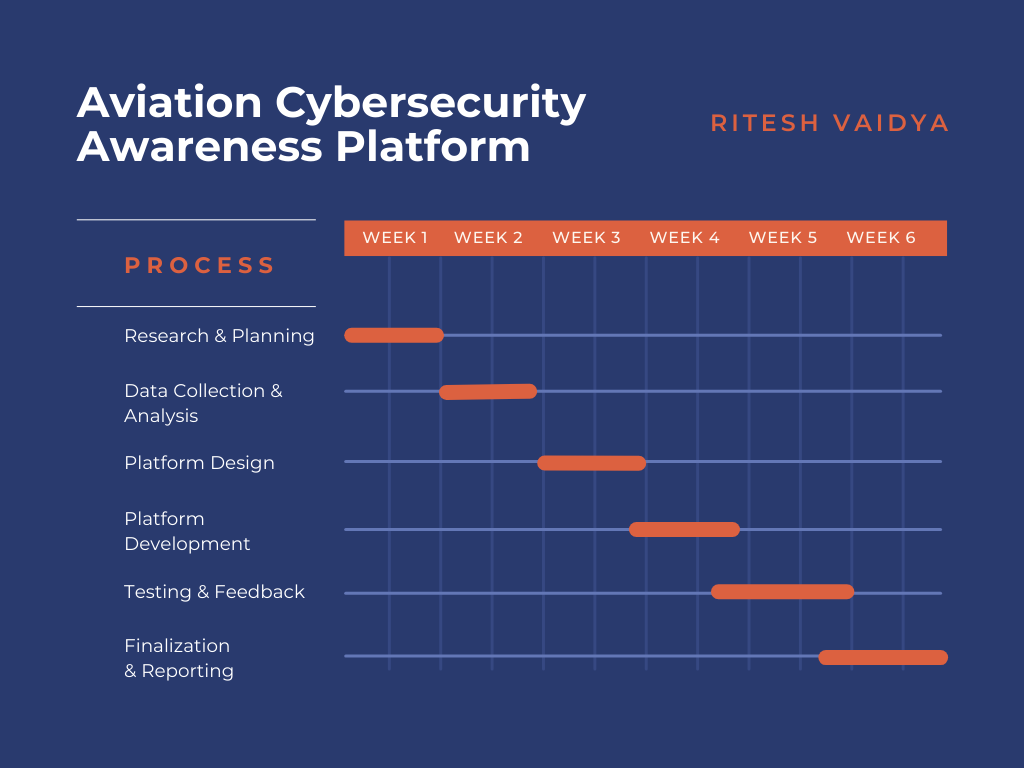 Aviation Cybersecurity
Awareness Platform
RITESH VAIDYA
PROCESS
WEEK 1 WEEK 2 WEEK 3 WEEK 4 WEEK 5 WEEK 6
Research & Planning
Data Collection &
Analysis
Platform Design
Platform
Development
Testing & Feedback
Finalization
& Reporting